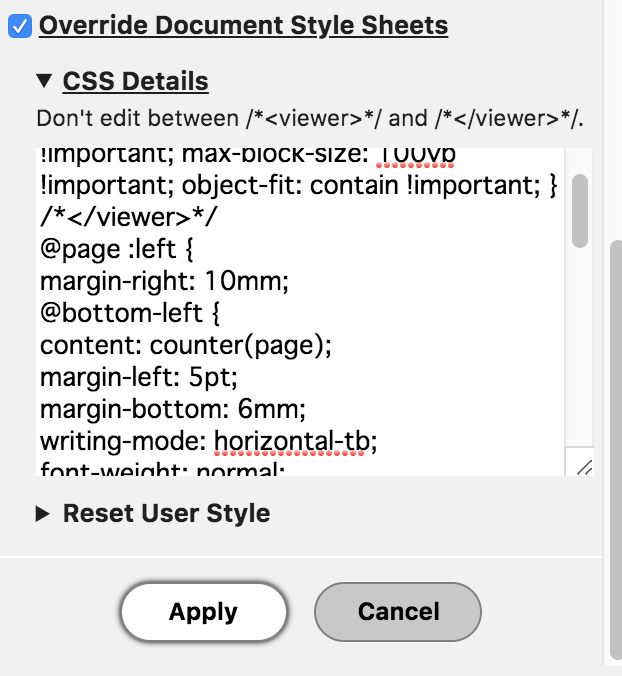 Override Document Style Sheets
▼ CSS Details
Don't edit between /*<viewer>*/ and /*</viewer>*/.
!important; max-block-size: 100vb
!important; object-fit: contain !important; }
/*</viewer>*/
@page :left {
margin-right: 10mm;
@bottom-left {
content: counter(page);
margin-left: 5pt;
margin-bottom: 6mm;
writing-mode: horizontal-tb;
font-weight: normal;
▶ Reset User Style
Apply
Cancel